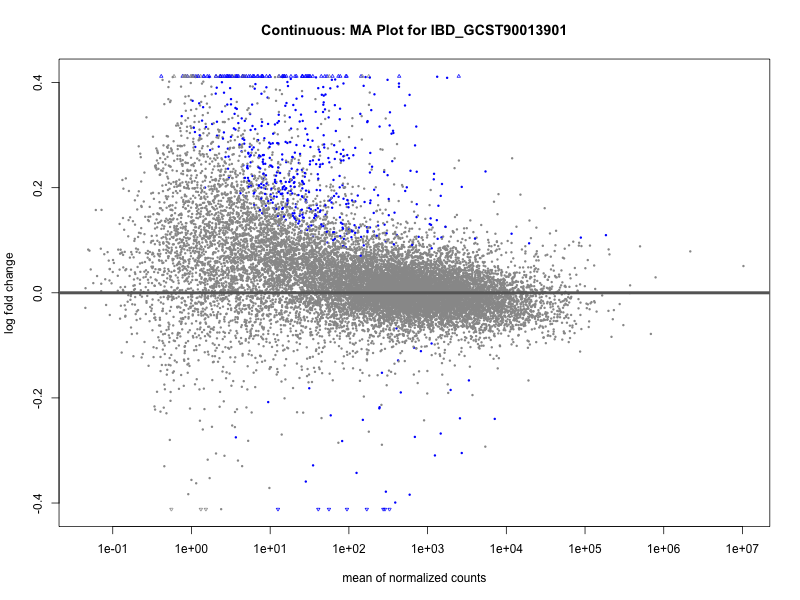 Continuous: MA Plot for IBD_GCST90013901
log fold change
0.4
0.2
0.0
-0.2
-0.4
1e-01 1e+00 1e+01 1e+02 1e+03 1e+04 1e+05 1e+06 1e+07
mean of normalized counts